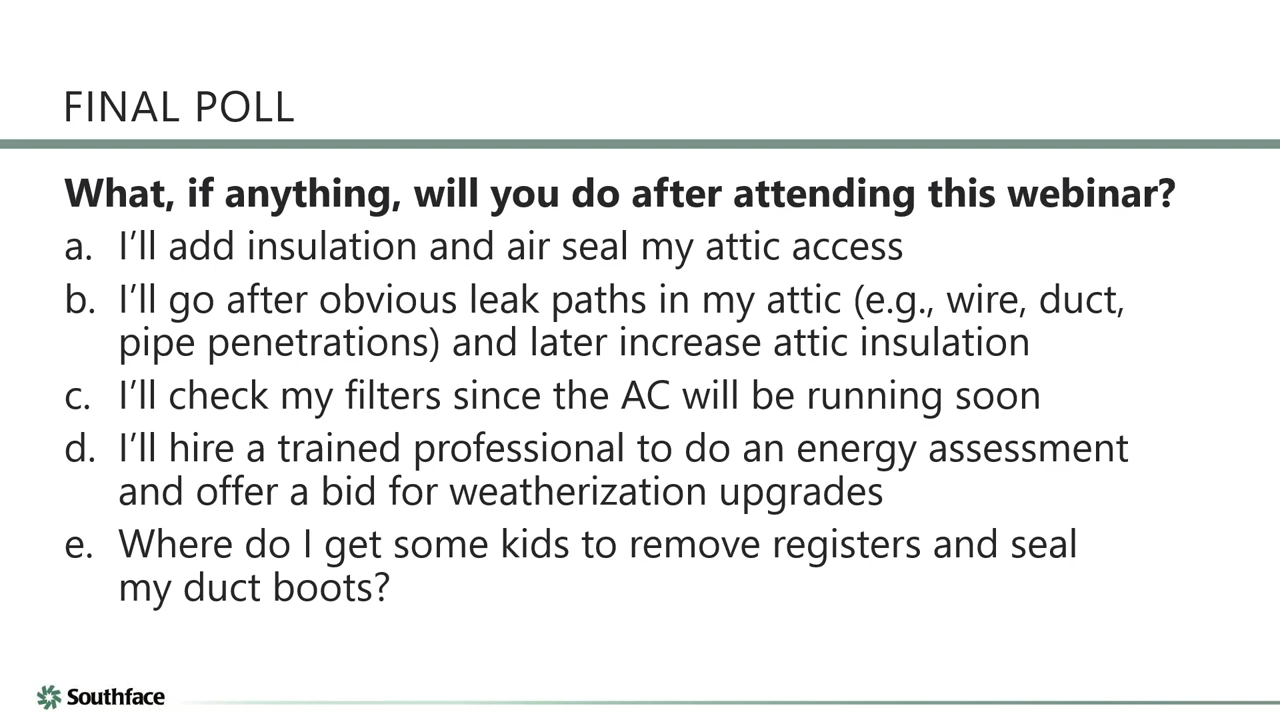 FINAL POLL
What, if anything, will you do after attending this webinar?
a. I’ll add insulation and air seal my attic access
b. I’ll go after obvious leak paths in my attic (e.g., wire, duct,
pipe penetrations) and later increase attic insulation
c. I’ll check my filters since the AC will be running soon
d. I’ll hire a trained professional to do an energy assessment
and offer a bid for weatherization upgrades
e. Where do I get some kids to remove registers and seal
my duct boots?
Southface